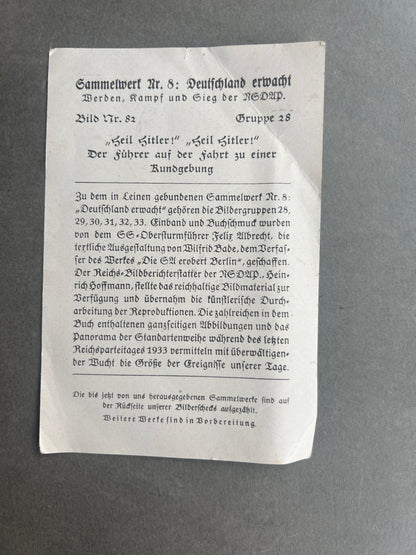 Sammelwerk Nr. 8: Deutschland erwacht
Werden, Kampf und Sieg der NSDAP.
Bild Nr. 82 Gruppe 28
„Heil Hitler!“ „Heil Hitler!“
Der Führer auf der Fahrt zu einer
Kundgebung
Zu dem in Leinen gebundenen Sammelwerk Nr. 8:
„Deutschland erwacht“ gehören die Bildergruppen 28,
29, 30, 31, 32, 33. Einband und Buchschmuck wurden
von dem SS-Obersturmführer Felix Albrecht, die
textliche Ausgestaltung von Wilfrid Bade, dem Verfas-
ser des Werkes „Die SA erobert Berlin“, geschaffen.
Der Reichs-Bildberichterstatter der NSDAP., Hein-
rich Hoffmann, stellte das reichhaltige Bildmaterial zur
Verfügung und übernahm die künstlerische Durch-
arbeitung der Reproduktionen. Die zahlreichen in dem
Buch enthaltenen ganzseitigen Abbildungen und das
Panorama der Standartenweihe während des letzten
Reichsparteitages 1933 vermitteln mit überwältigen-
der Wucht die Größe der Ereignisse unserer Tage.
Die bis jetzt von uns herausgegebenen Sammelwerke sind auf
der Rückseite unserer Bilderschecks aufgezählt.
Weitere Werke sind in Vorbereitung.